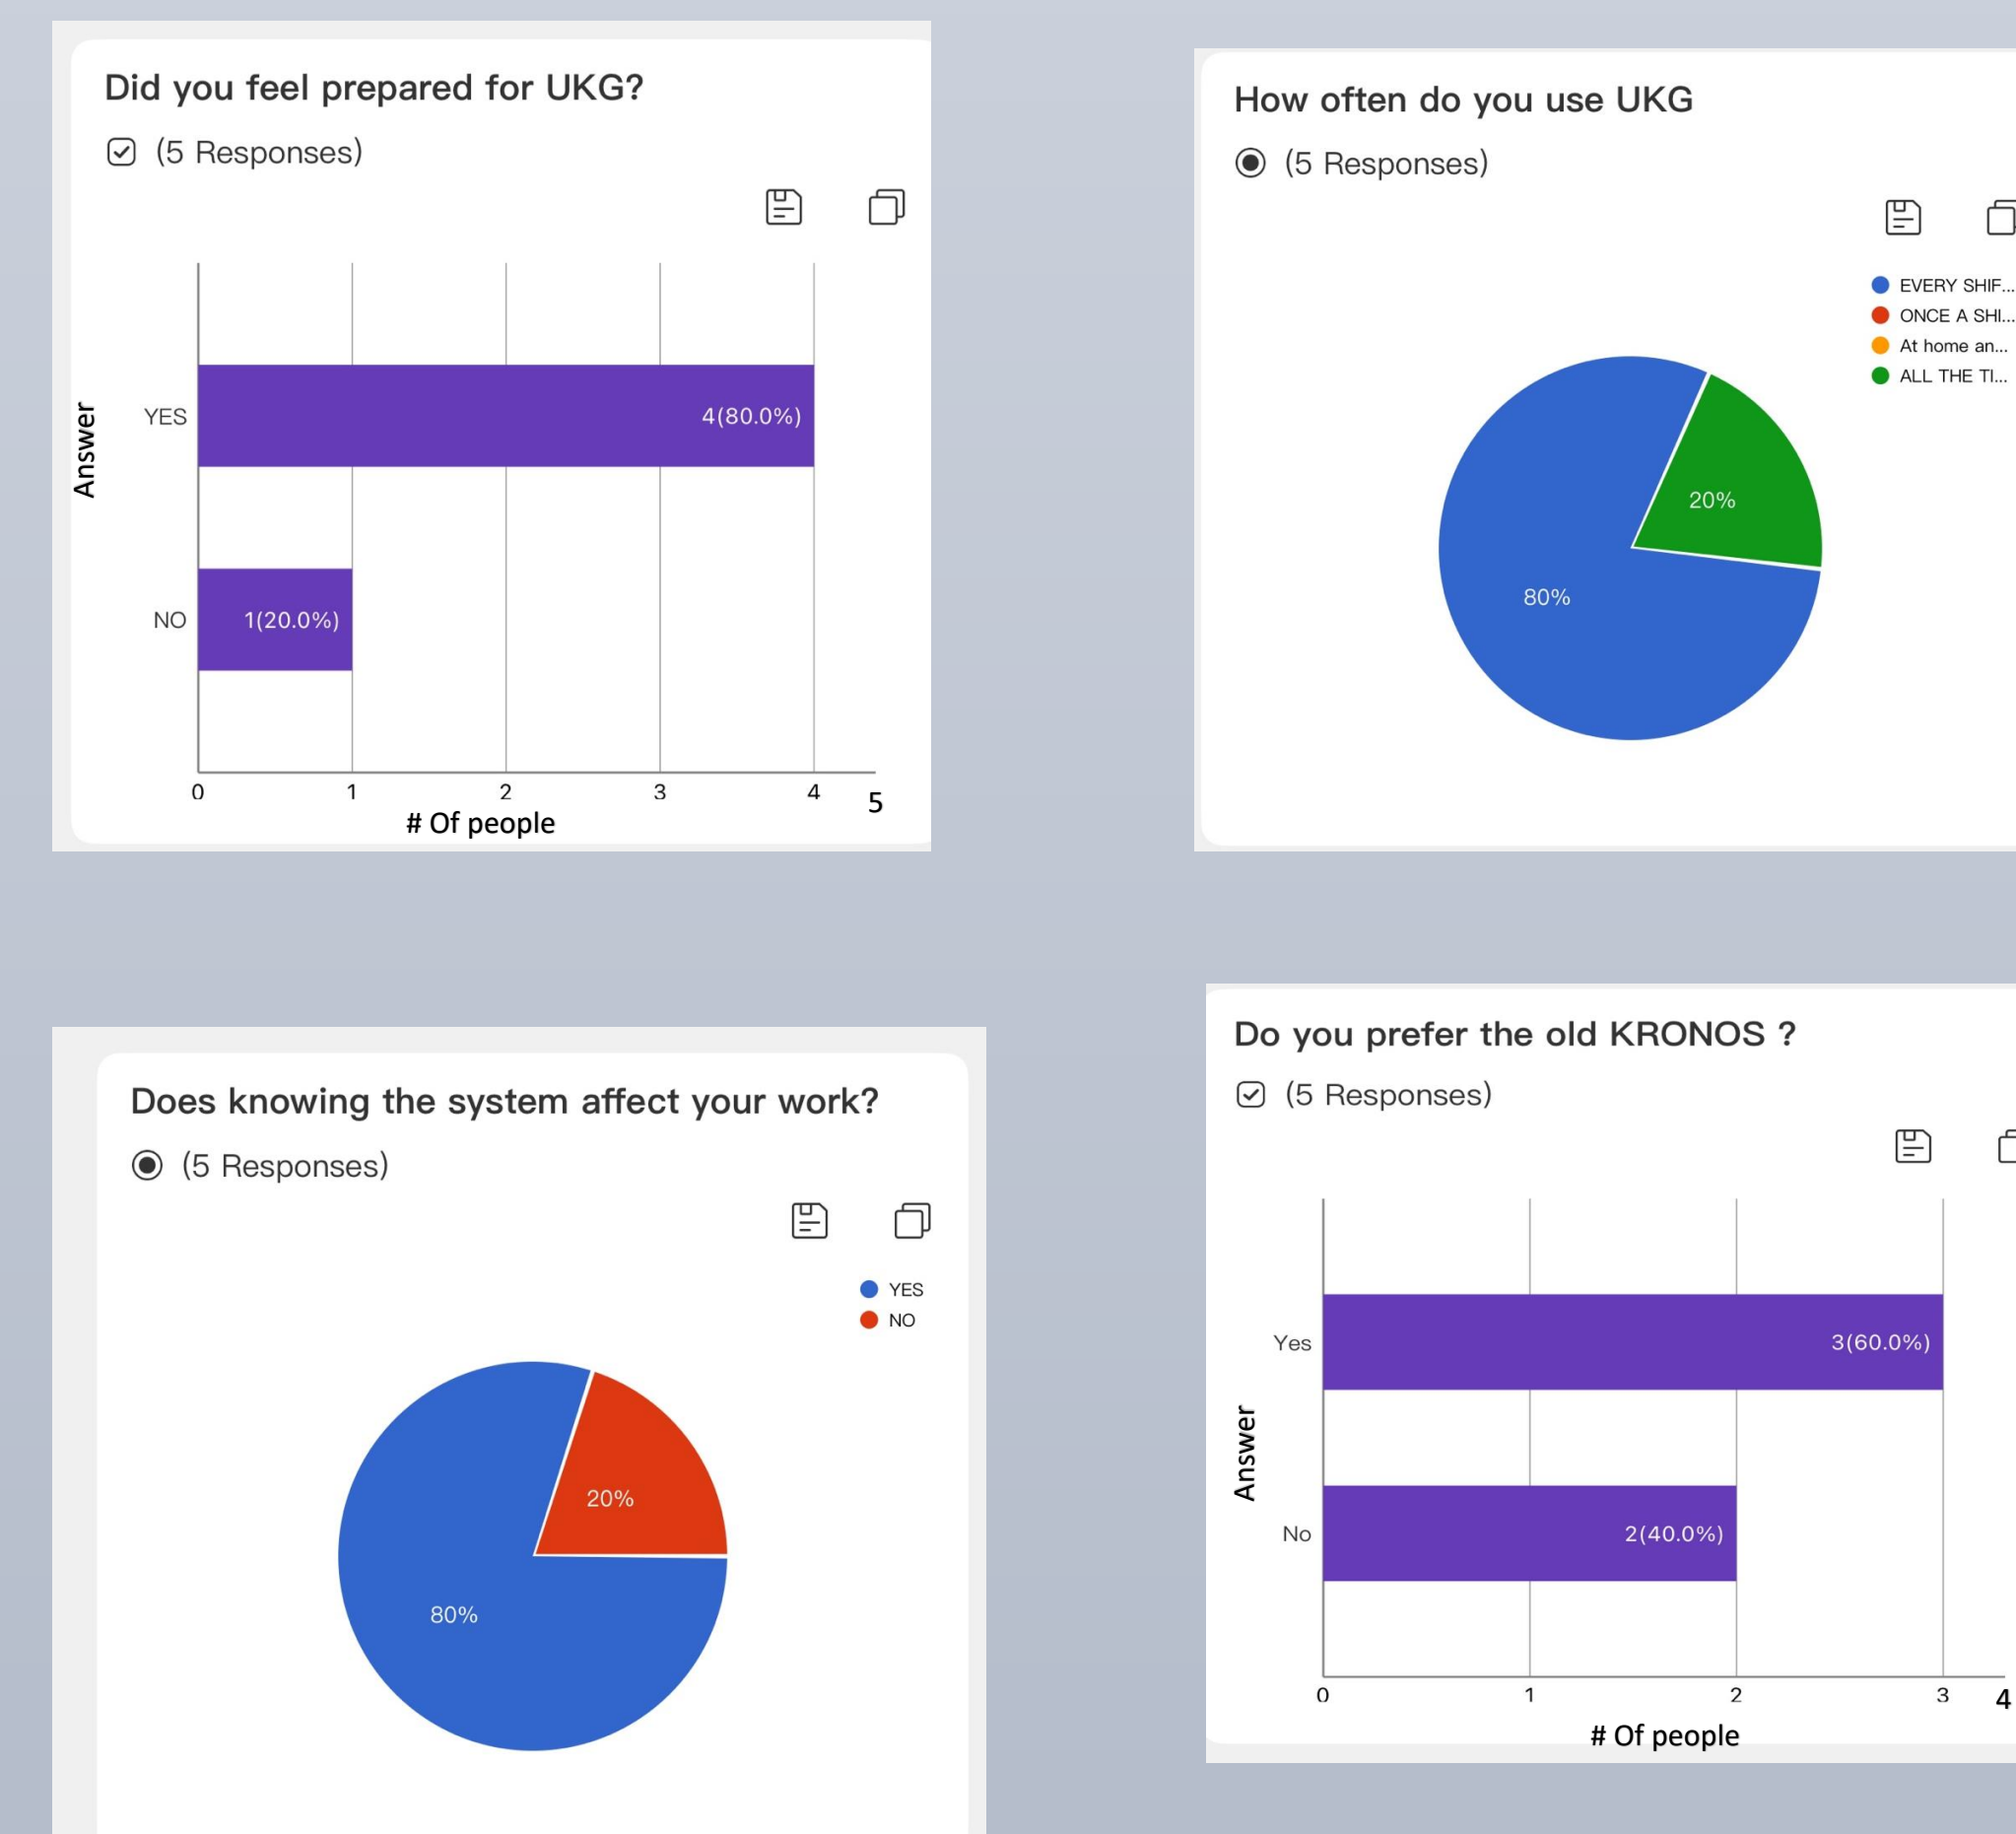 Did you feel prepared for UKG?
(5 Responses)
Answer
YES
4(80.0%)
NO
1(20.0%)
0 1 2 3 4 5
# Of people
How often do you use UKG
(5 Responses)
EVERY SHIF...
ONCE A SHI...
At home an...
ALL THE TI...
20%
80%
Does knowing the system affect your work?
(5 Responses)
YES
NO
20%
80%
Do you prefer the old KRONOS ?
(5 Responses)
Answer
Yes
3(60.0%)
No
2(40.0%)
0 1 2 3 4
# Of people